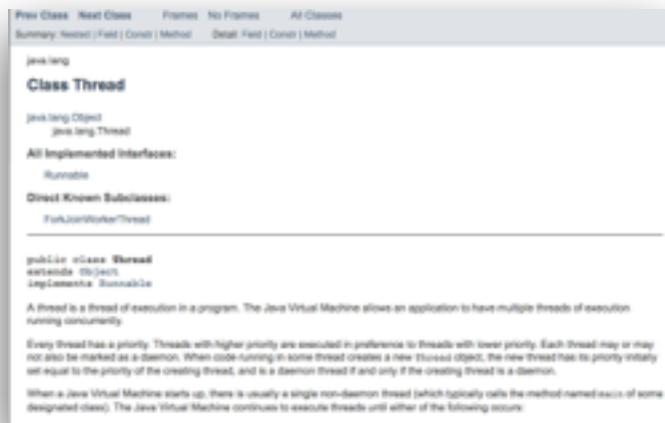 Prev Class Next Class Frames No Frames All Classes
Summary: Nested | Field | Constr | Method Detail: Field | Constr | Method
java.lang
Class Thread
java.lang.Object
java.lang.Thread
All Implemented Interfaces:
Runnable
Direct Known Subclasses:
ForkJoinWorkerThread
public class Thread
extends Object
implements Runnable
A thread is a thread of execution in a program. The Java Virtual Machine allows an application to have multiple threads of execution
running concurrently.
Every thread has a priority. Threads with higher priority are executed in preference to threads with lower priority. Each thread may or may
not also be marked as a daemon. When code running in some thread creates a new Thread object, the new thread has its priority initially
set equal to the priority of the creating thread, and is a daemon thread if and only if the creating thread is a daemon.
When a Java Virtual Machine starts up, there is usually a single non-daemon thread (which typically calls the method named main of some
designated class). The Java Virtual Machine continues to execute threads until either of the following occurs: